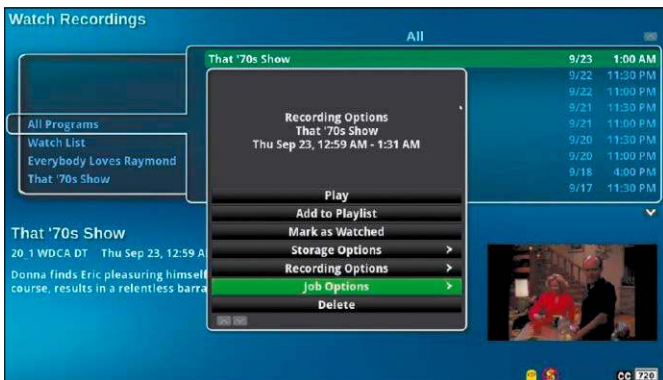 Watch Recordings
All
That '70s Show 9/23 1:00 AM
9/22 11:30 PM
9/22 11:00 PM
9/21 11:30 PM
9/21 11:00 PM
9/20 11:30 PM
9/20 11:00 PM
9/18 4:00 PM
9/17 11:30 PM
All Programs
Watch List
Everybody Loves Raymond
That '70s Show
Recording Options
That '70s Show
Thu Sep 23, 12:59 AM - 1:31 AM
Play
Add to Playlist
Mark as Watched
Storage Options >
Recording Options >
Job Options >
Delete
That '70s Show
20_1 WDCA DT Thu Sep 23, 12:59 A
Donna finds Eric pleasuring himself
course, results in a relentless barra
CC 720